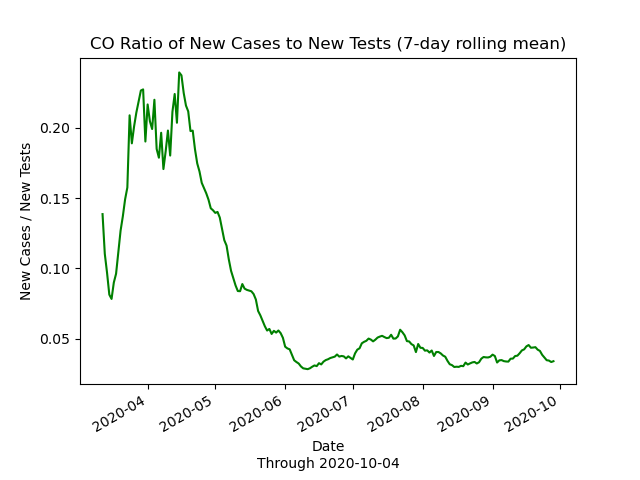 CO Ratio of New Cases to New Tests (7-day rolling mean)
New Cases / New Tests
0.20
0.15
0.10
0.05
2020-04
2020-05
2020-06
2020-07
2020-08
2020-09
2020-10
Date
Through 2020-10-04